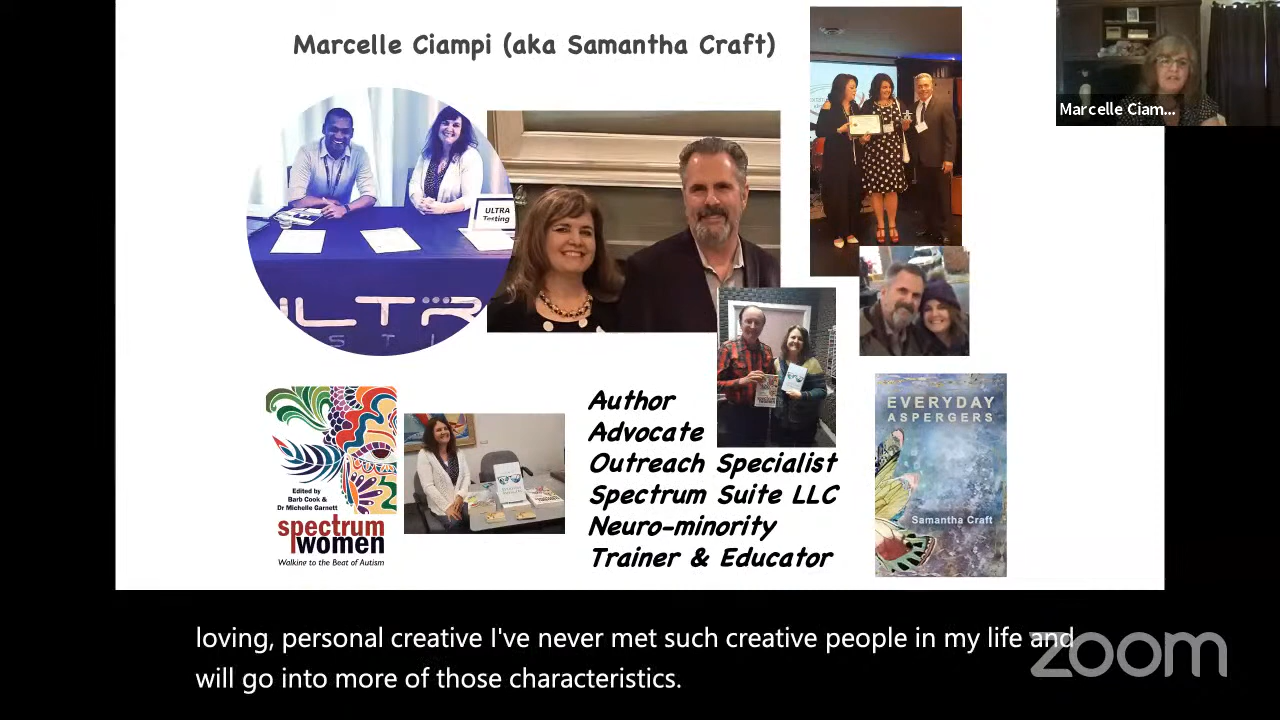 Marcelle Ciampi (aka Samantha Craft)
Marcelle Ciam...
ULTRA
Testing
ULTR
Edited by
Barb Cook &
Dr Michelle Garnett
spectrum
women
Walking to the Beat of Autism
Author
Advocate
Outreach Specialist
Spectrum Suite LLC
Neuro-minority
Trainer & Educator
EVERYDAY
ASPERGERS
Samantha Craft
loving, personal creative I've never met such creative people in my life and
will go into more of those characteristics.
zoom